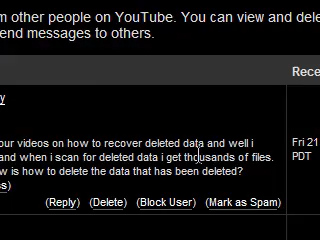 m other people on YouTube. You can view and dele
end messages to others.
Rece
y
our videos on how to recover deleted data and well i
and when i scan for deleted data i get thousands of files.
w is how to delete the data that has been deleted?
ss)
Fri 21
PDT
(Reply) (Delete) (Block User) (Mark as Spam)